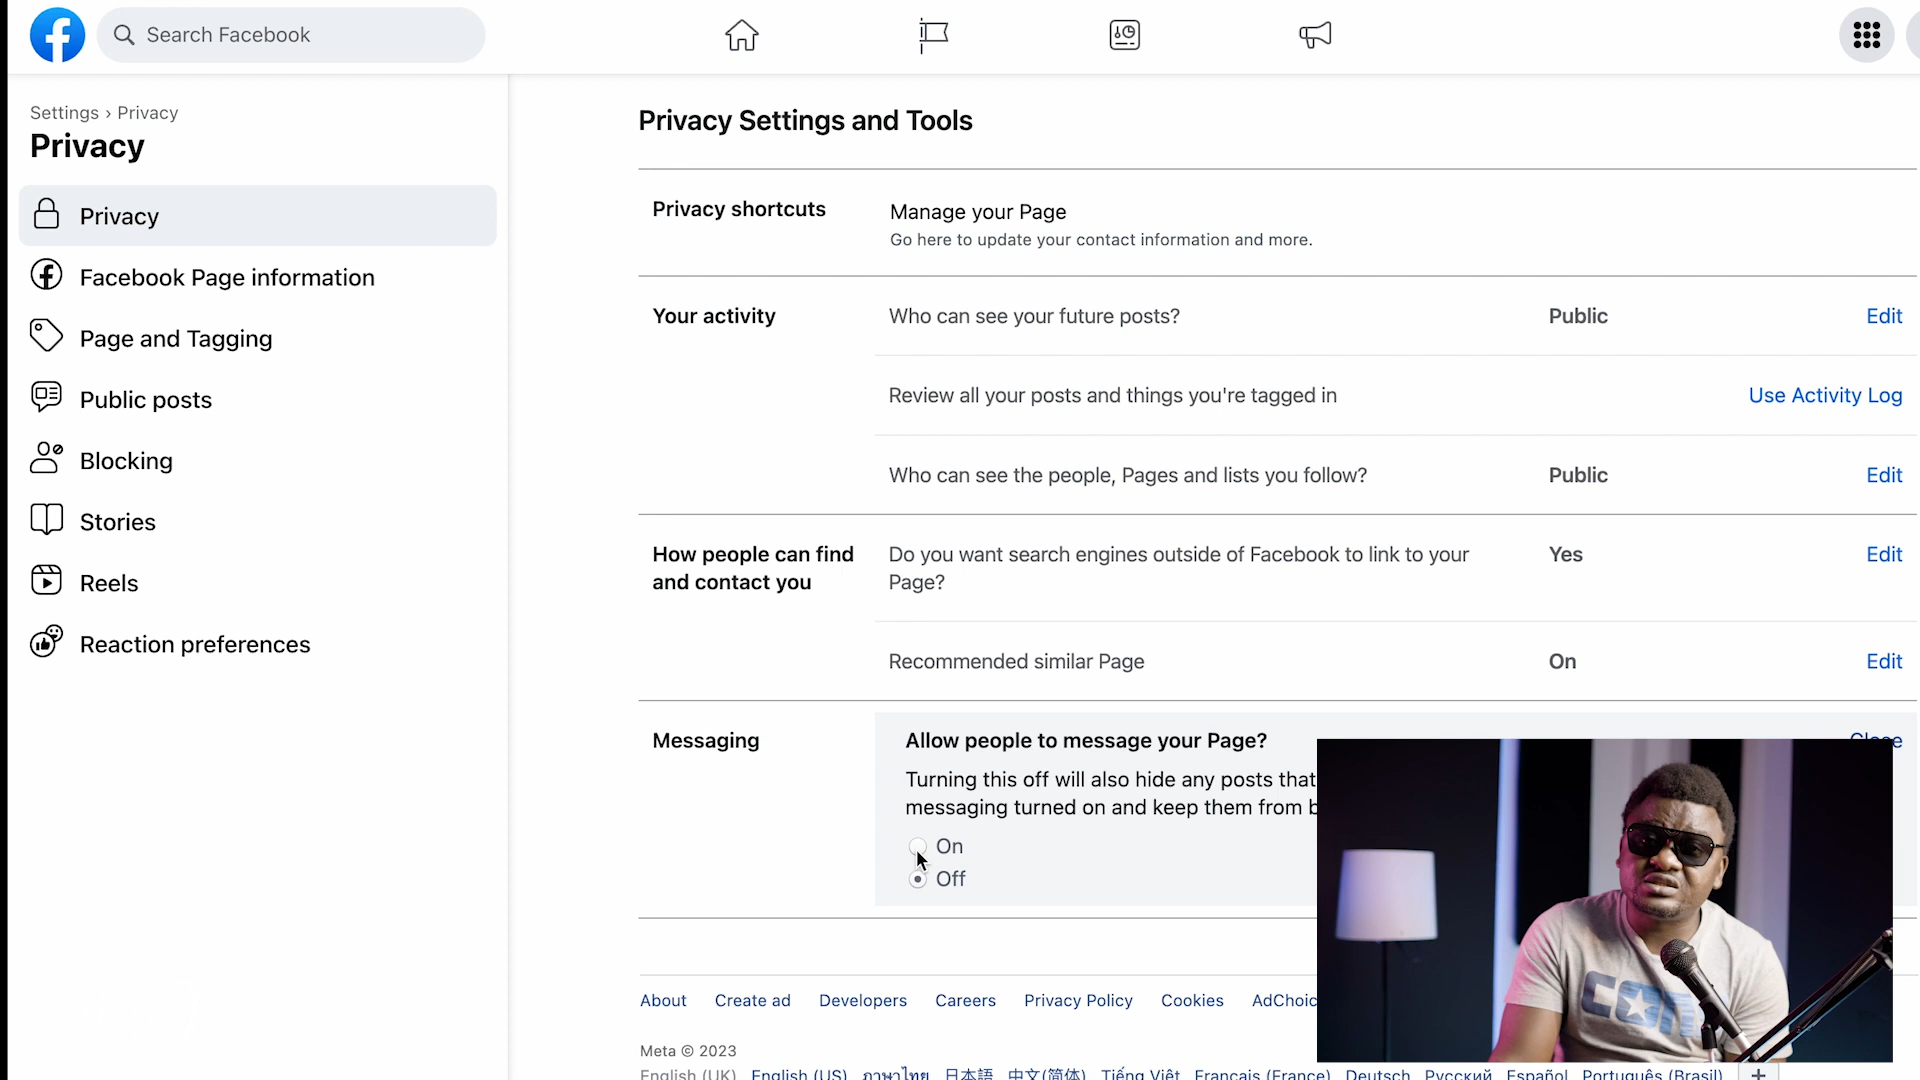 Search Facebook
Settings › Privacy
Privacy
Privacy
Facebook Page information
Page and Tagging
Public posts
Blocking
Stories
Reels
Reaction preferences
Privacy Settings and Tools
Privacy shortcuts
Manage your Page
Go here to update your contact information and more.
Your activity
Who can see your future posts? Public Edit
Review all your posts and things you're tagged in Use Activity Log
Who can see the people, Pages and lists you follow? Public Edit
How people can find and contact you
Do you want search engines outside of Facebook to link to your Page? Yes Edit
Recommended similar Page On Edit
Messaging
Allow people to message your Page? Close
Turning this off will also hide any posts that
messaging turned on and keep them from
On
Off
About Create ad Developers Careers Privacy Policy Cookies
Meta © 2023
English (UK) English (US) ภาษาไทย 日本語 中文(简体) Tiếng Việt Français (France) Deutsch Русский Español Português (Brasil)